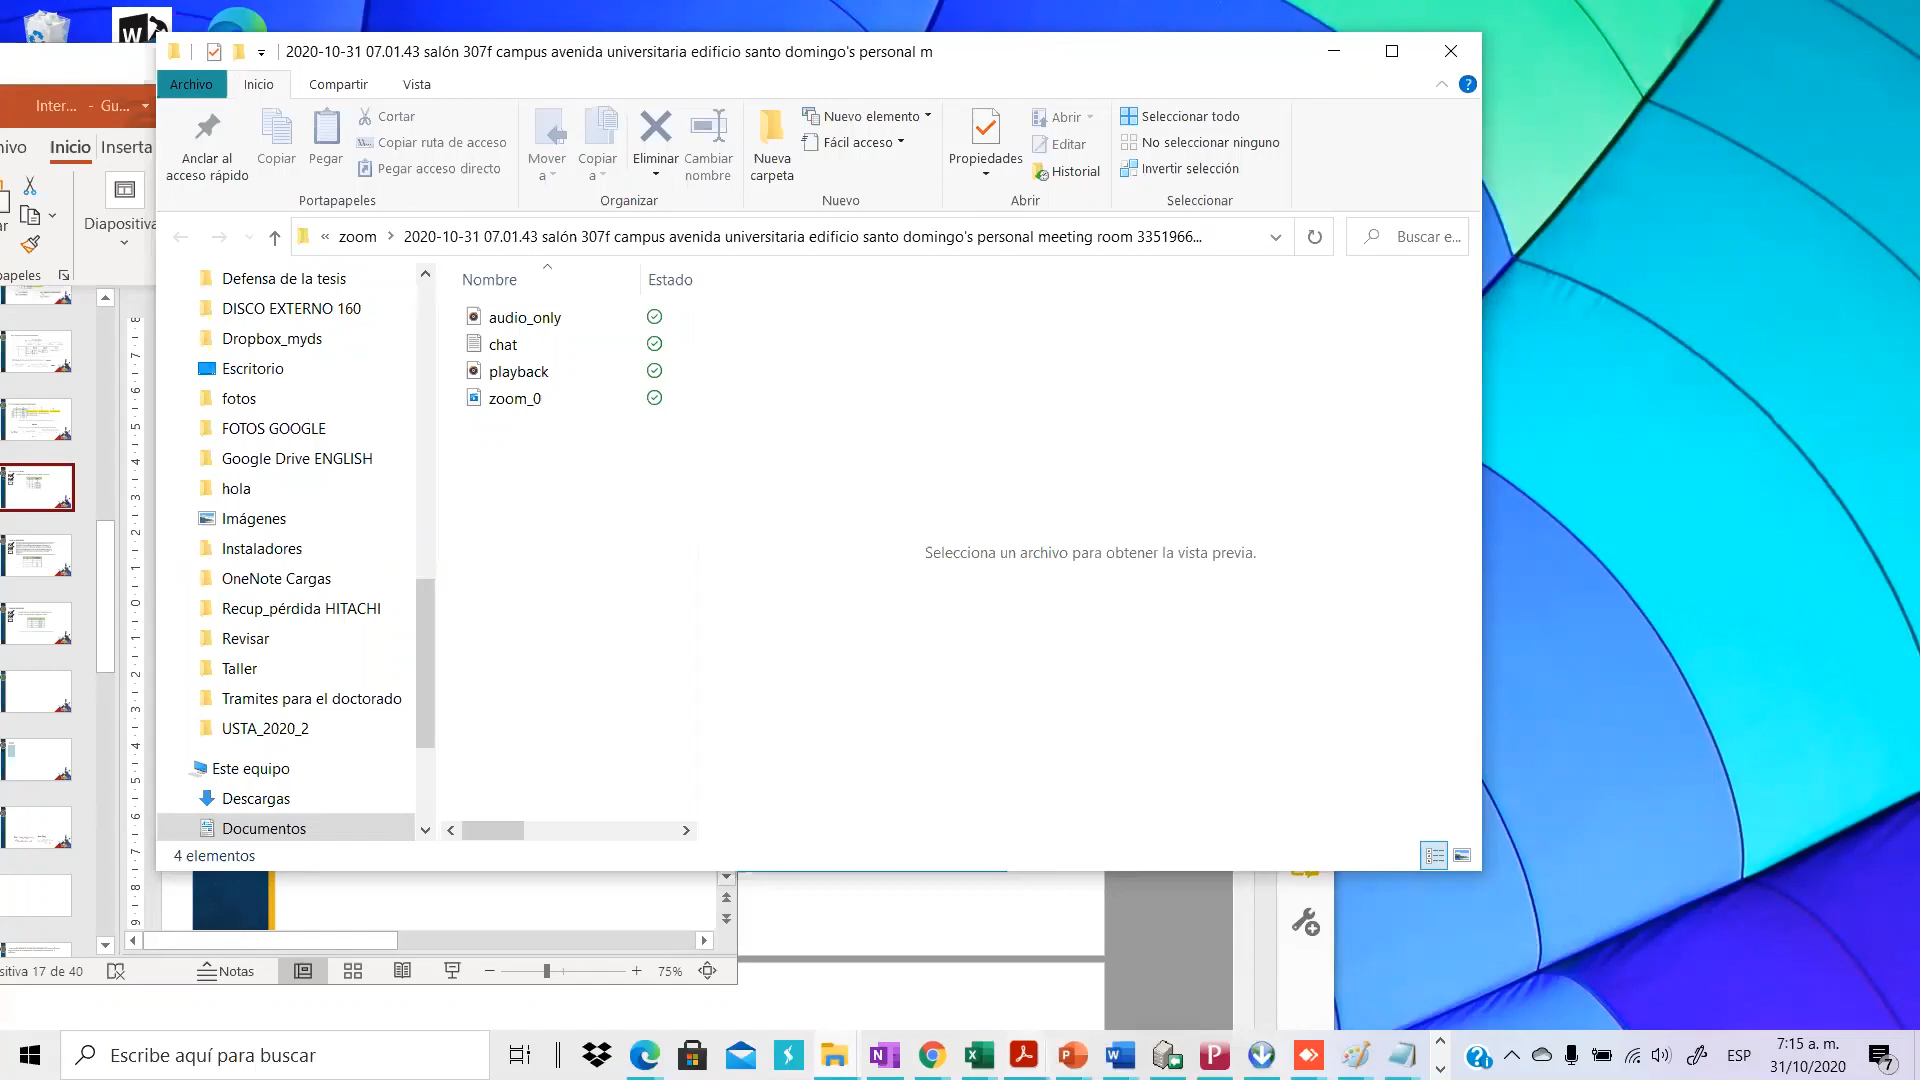 2020-10-31 07.01.43 salón 307f campus avenida universitaria edificio santo domingo's personal m
Archivo
Inicio
Compartir
Vista
Anclar al acceso rápido
Copiar
Pegar
Cortar
Copiar ruta de acceso
Pegar acceso directo
Portapapeles
Mover a
Copiar a
Eliminar
Cambiar nombre
Organizar
Nueva carpeta
Nuevo elemento
Fácil acceso
Nuevo
Propiedades
Abrir
Editar
Historial
Abrir
Seleccionar todo
No seleccionar ninguno
Invertir selección
Seleccionar
« zoom > 2020-10-31 07.01.43 salón 307f campus avenida universitaria edificio santo domingo's personal meeting room 3351966...
Buscar e...
Defensa de la tesis
DISCO EXTERNO 160
Dropbox_myds
Escritorio
fotos
FOTOS GOOGLE
Google Drive ENGLISH
hola
Imágenes
Instaladores
OneNote Cargas
Recup_pérdida HITACHI
Revisar
Taller
Tramites para el doctorado
USTA_2020_2
Este equipo
Descargas
Documentos
Nombre
Estado
audio_only
chat
playback
zoom_0
Selecciona un archivo para obtener la vista previa.
4 elementos
Inter... - Gu...
hivo
Inicio
Inserta
Diapositiva
apeles
sitiva 17 de 40
Notas
75%
Escribe aquí para buscar
ESP
7:15 a. m.
31/10/2020
7